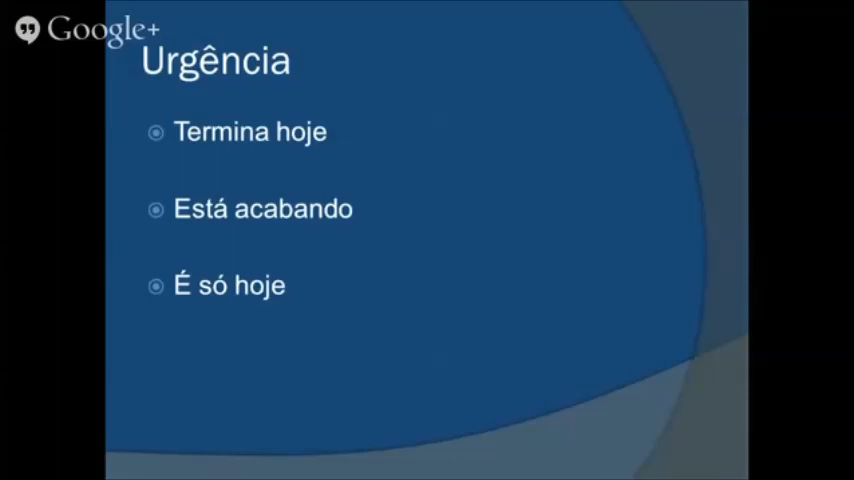 Google+
Urgência
Termina hoje
Está acabando
É só hoje